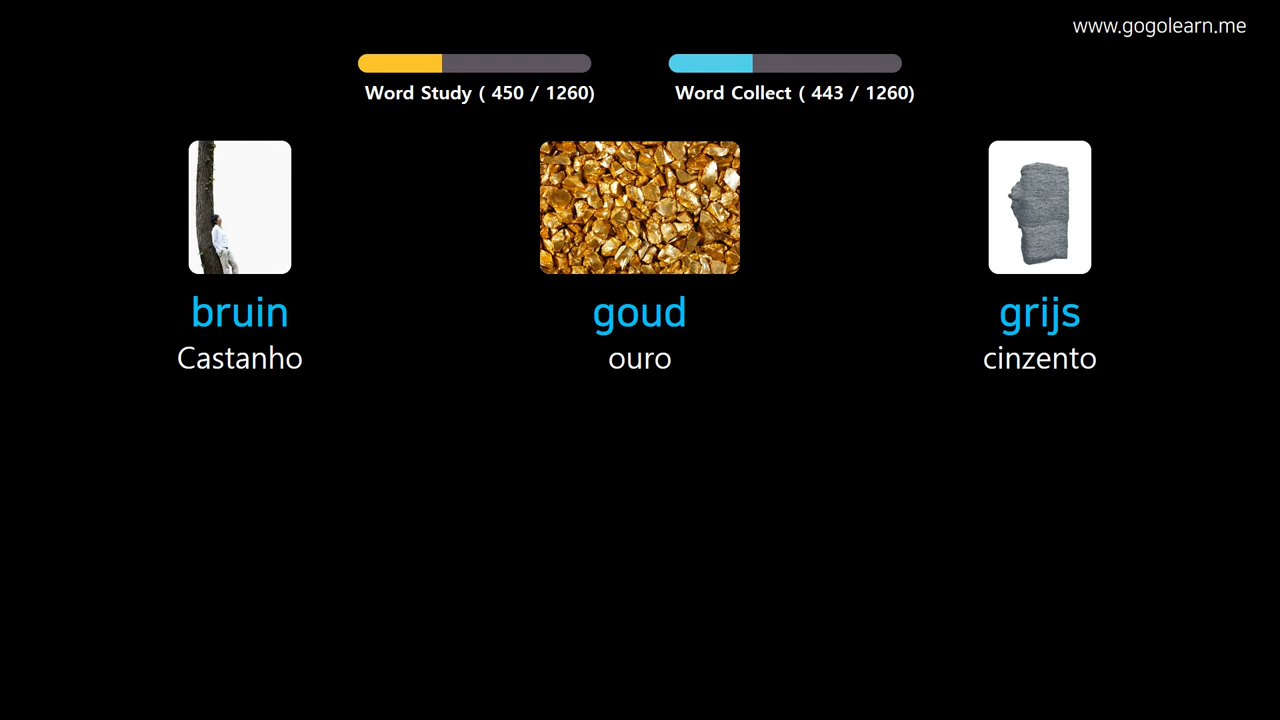 www.gogolearn.me
Word Study ( 450 / 1260)
Word Collect ( 443 / 1260)
bruin
goud
grijs
Castanho
ouro
cinzento